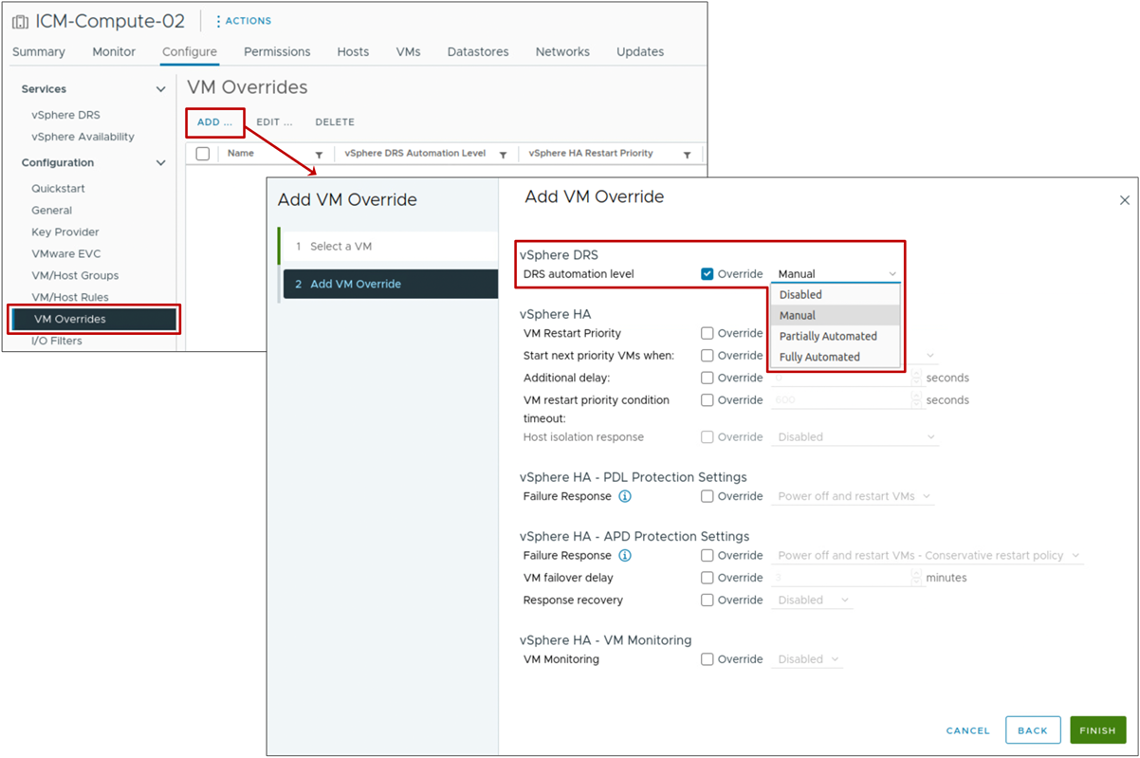 ICM-Compute-02 ACTIONS
Summary Monitor Configure Permissions Hosts VMs Datastores Networks Updates
Services
vSphere DRS
vSphere Availability
Configuration
Quickstart
General
Key Provider
VMware EVC
VM/Host Groups
VM/Host Rules
VM Overrides
I/O Filters
VM Overrides
ADD ... EDIT ... DELETE
Name vSphere DRS Automation Level vSphere HA Restart Priority
Add VM Override
1 Select a VM
2 Add VM Override
Add VM Override
vSphere DRS
DRS automation level Override Manual
Disabled
Manual
Partially Automated
Fully Automated
vSphere HA
VM Restart Priority Override
Start next priority VMs when: Override
Additional delay: Override 0 seconds
VM restart priority condition Override 600 seconds
timeout:
Host isolation response Override Disabled
vSphere HA - PDL Protection Settings
Failure Response Override Power off and restart VMs
vSphere HA - APD Protection Settings
Failure Response Override Power off and restart VMs - Conservative restart policy
VM failover delay Override 3 minutes
Response recovery Override Disabled
vSphere HA - VM Monitoring
VM Monitoring Override Disabled
CANCEL BACK FINISH